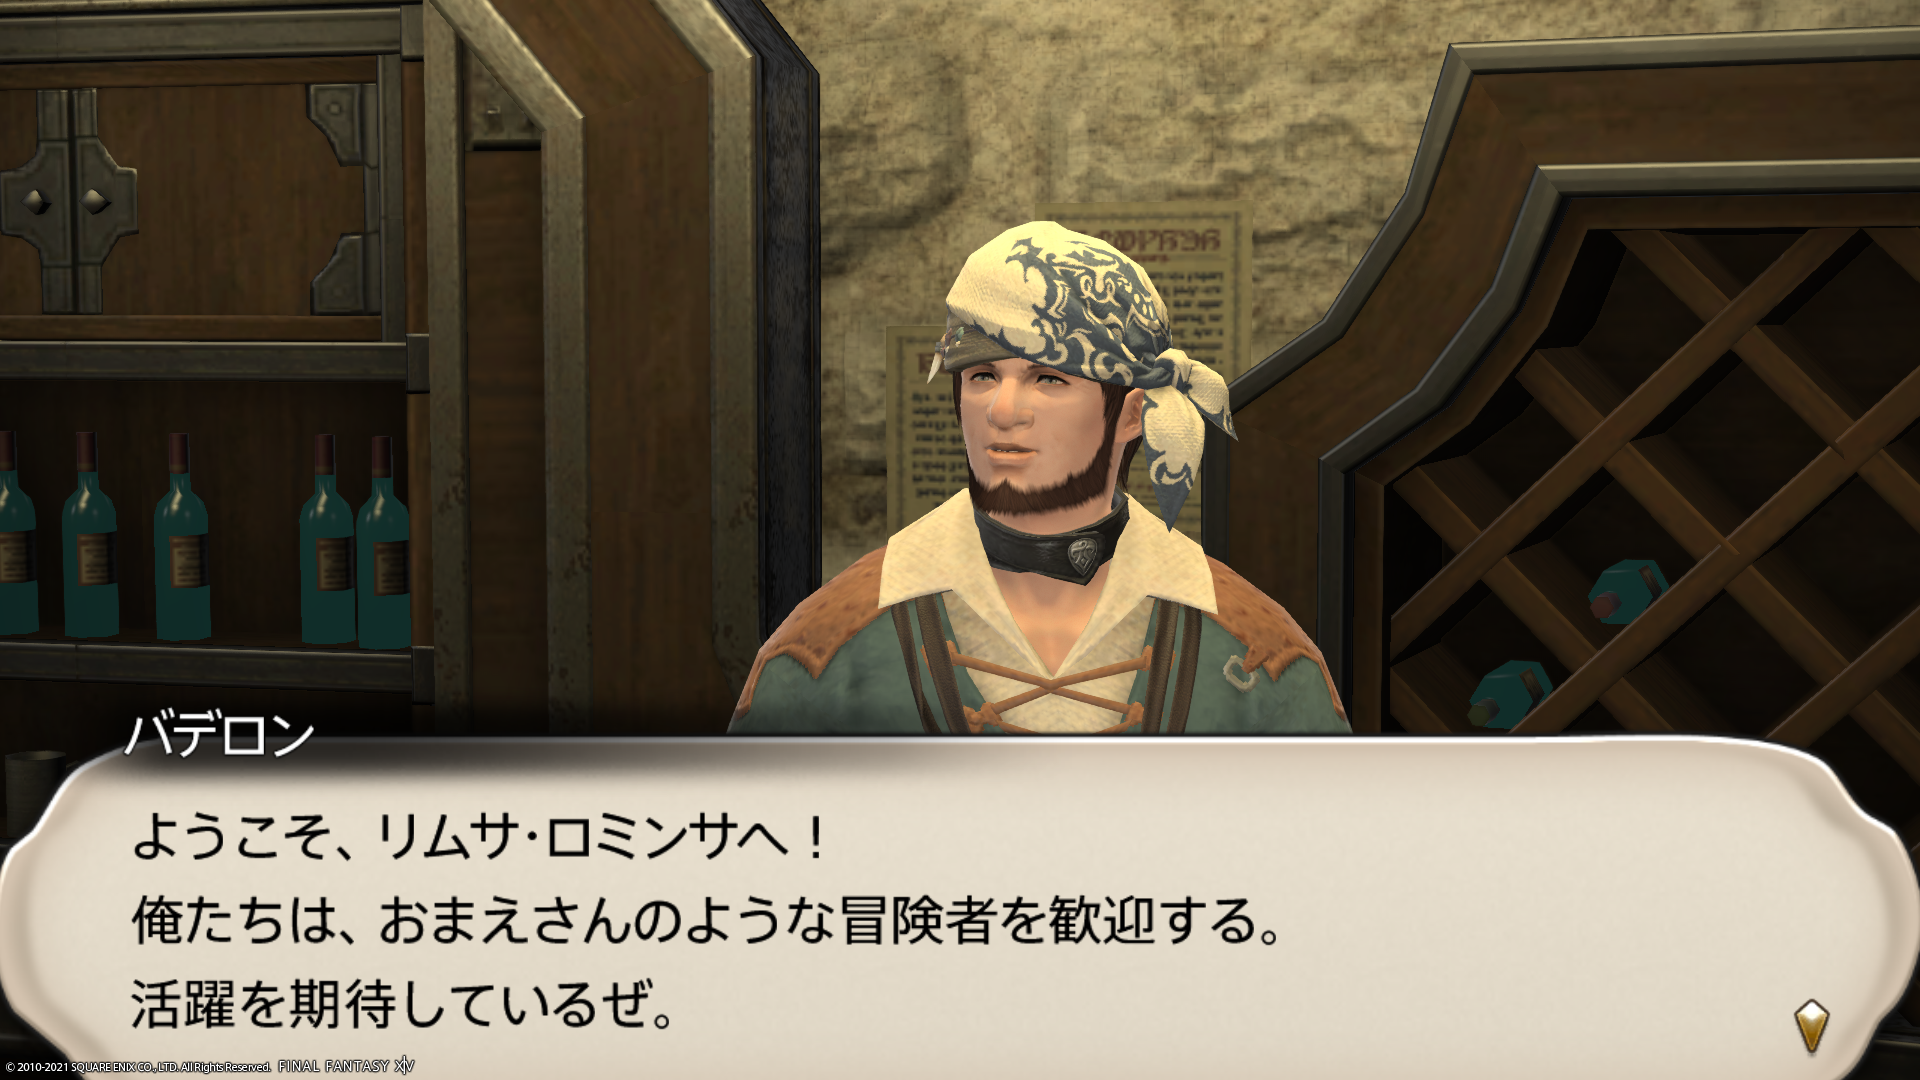 バデロン
ようこそ、リムサ・ロミンサへ！
俺たちは、おまえさんのような冒険者を歓迎する。
活躍を期待しているぜ。
© 2010-2021 SQUARE ENIX CO., LTD. All Rights Reserved. FINAL FANTASY XIV